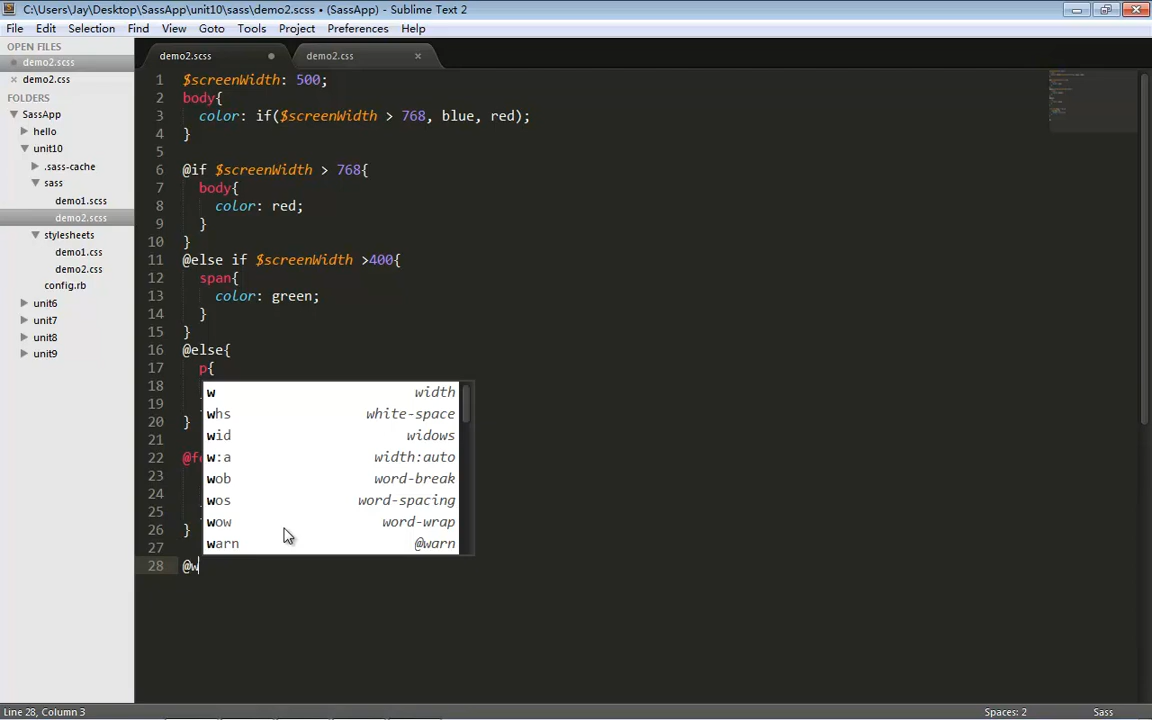 C:\Users\Jay\Desktop\SassApp\unit10\sass\demo2.scss • (SassApp) - Sublime Text 2
File Edit Selection Find View Goto Tools Project Preferences Help
OPEN FILES
demo2.scss
demo2.css
FOLDERS
SassApp
hello
unit10
.sass-cache
sass
demo1.scss
demo2.scss
stylesheets
demo1.css
demo2.css
config.rb
unit6
unit7
unit8
unit9
demo2.scss demo2.css
1 $screenWidth: 500;
2 body{
3 color: if($screenWidth > 768, blue, red);
4 }
5
6 @if $screenWidth > 768{
7 body{
8 color: red;
9 }
10 }
11 @else if $screenWidth >400{
12 span{
13 color: green;
14 }
15 }
16 @else{
17 p{
18
19
20 }
21
22 @fo
23
24
25
26 }
27
28 @w
w width
whs white-space
wid widows
w:a width:auto
wob word-break
wos word-spacing
wow word-wrap
warn @warn
Line 28, Column 3 Spaces: 2 Sass